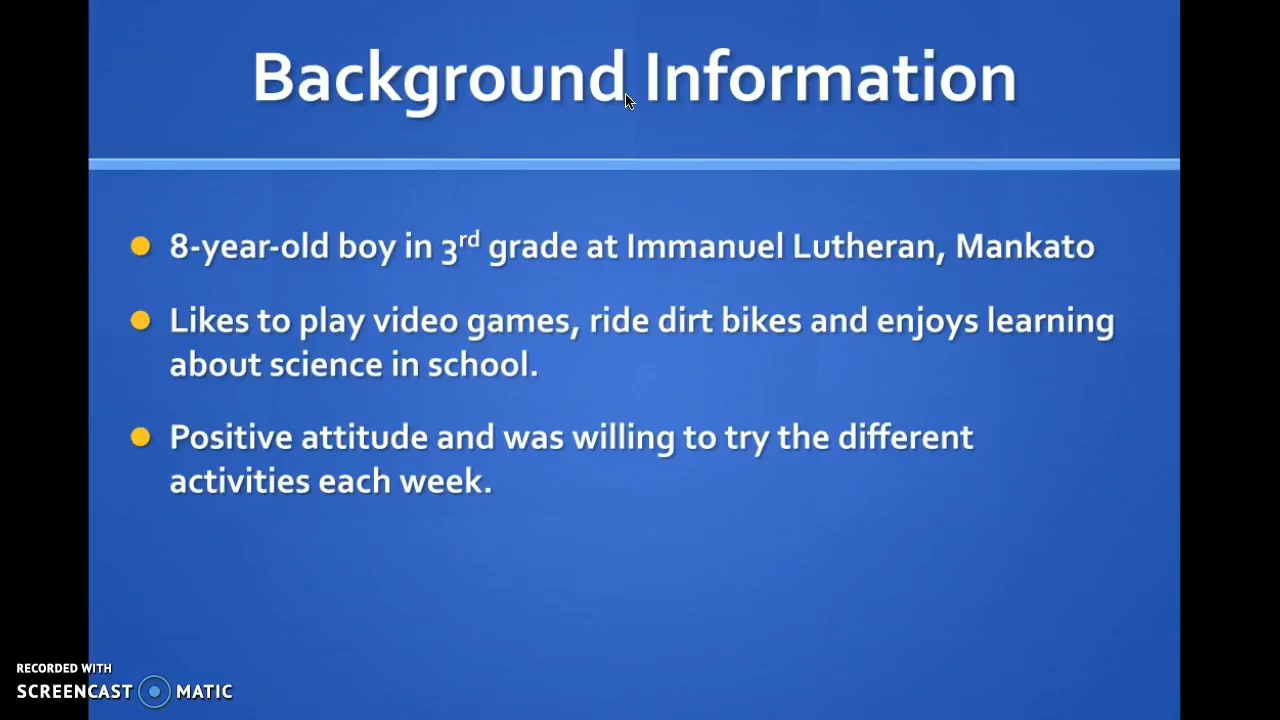 Background Information
8-year-old boy in 3rd grade at Immanuel Lutheran, Mankato
Likes to play video games, ride dirt bikes and enjoys learning
about science in school.
Positive attitude and was willing to try the different
activities each week.
RECORDED WITH
SCREENCAST MATIC